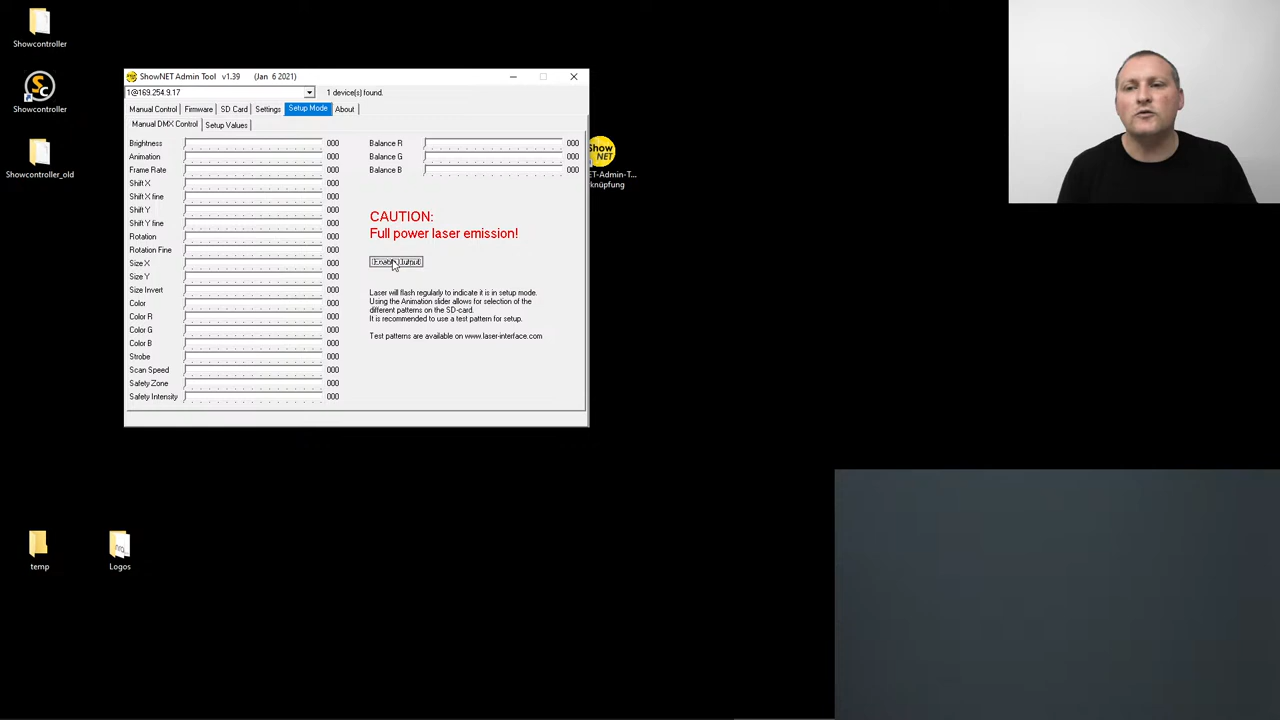 Showcontroller
Showcontroller
Showcontroller_old
temp
Logos
ShowNET Admin Tool v1.39 (Jan 6 2021)
1@169.254.9.17
1 device(s) found.
Manual Control
Firmware
SD Card
Settings
Setup Mode
About
Manual DMX Control
Setup Values
Brightness 000
Animation 000
Frame Rate 000
Shift X 000
Shift X fine 000
Shift Y 000
Shift Y fine 000
Rotation 000
Rotation Fine 000
Size X 000
Size Y 000
Size Invert 000
Color 000
Color R 000
Color G 000
Color B 000
Strobe 000
Scan Speed 000
Safety Zone 000
Safety Intensity 000
Balance R 000
Balance G 000
Balance B 000
CAUTION:
Full power laser emission!
Laser will flash regularly to indicate it is in setup mode.
Using the Animation slider allows for selection of the
different patterns on the SD-card.
It is recommended to use a test pattern for setup.
Test patterns are available on www.laser-interface.com
Show
NET
ET-Admin-T...
knüpfung